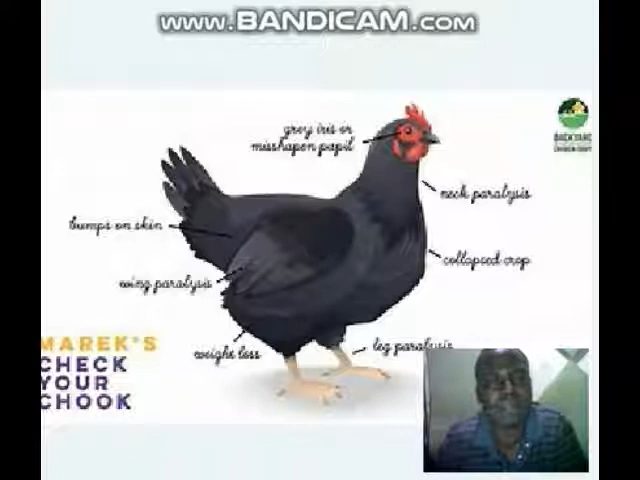 www.BANDICAM.com
grey iris or
misshapen pupil
BACKYARD
neck paralysis
bumps on skin
collapsed crop
wing paralysis
MAREK'S
CHECK
YOUR
CHOOK
weight loss
leg paralysis